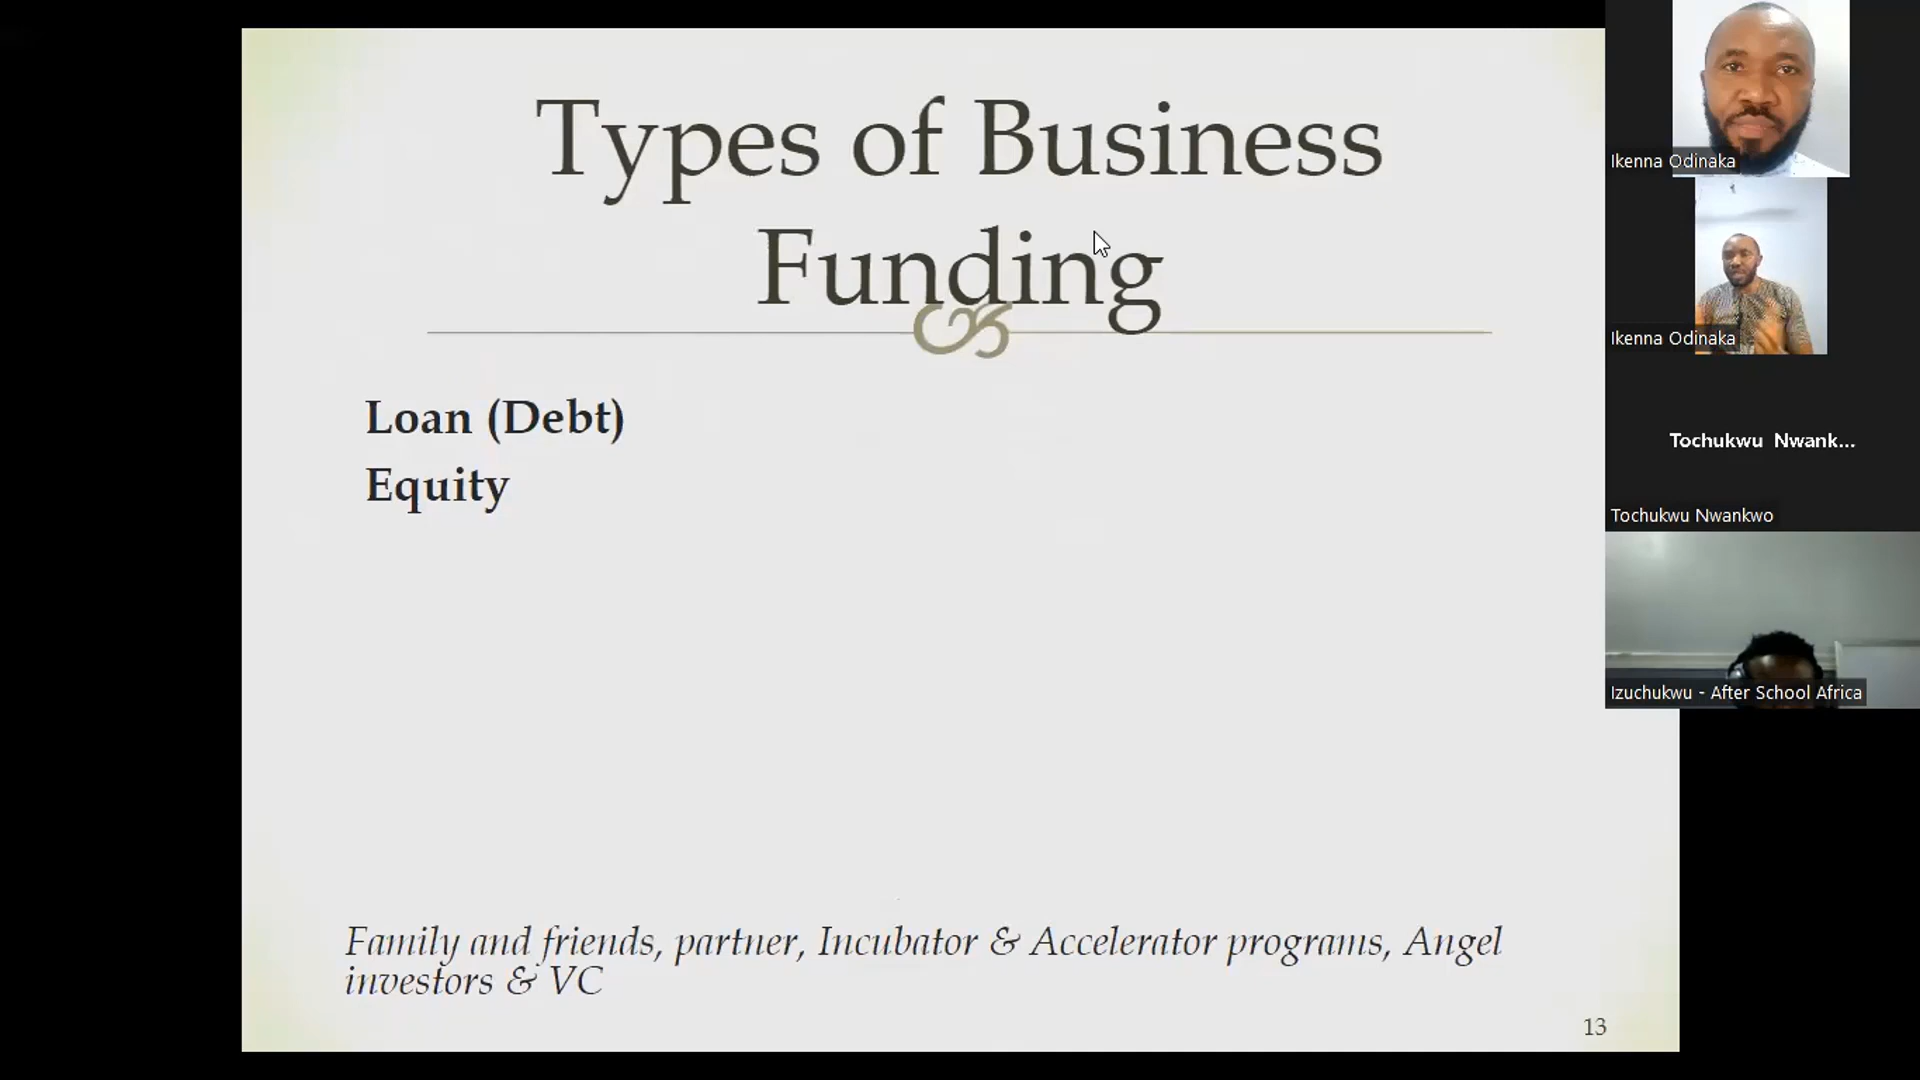 Types of Business
Funding
Loan (Debt)
Equity
Family and friends, partner, Incubator & Accelerator programs, Angel
investors & VC
13
Ikenna Odinaka
Ikenna Odinaka
Tochukwu Nwank...
Tochukwu Nwankwo
Izuchukwu - After School Africa